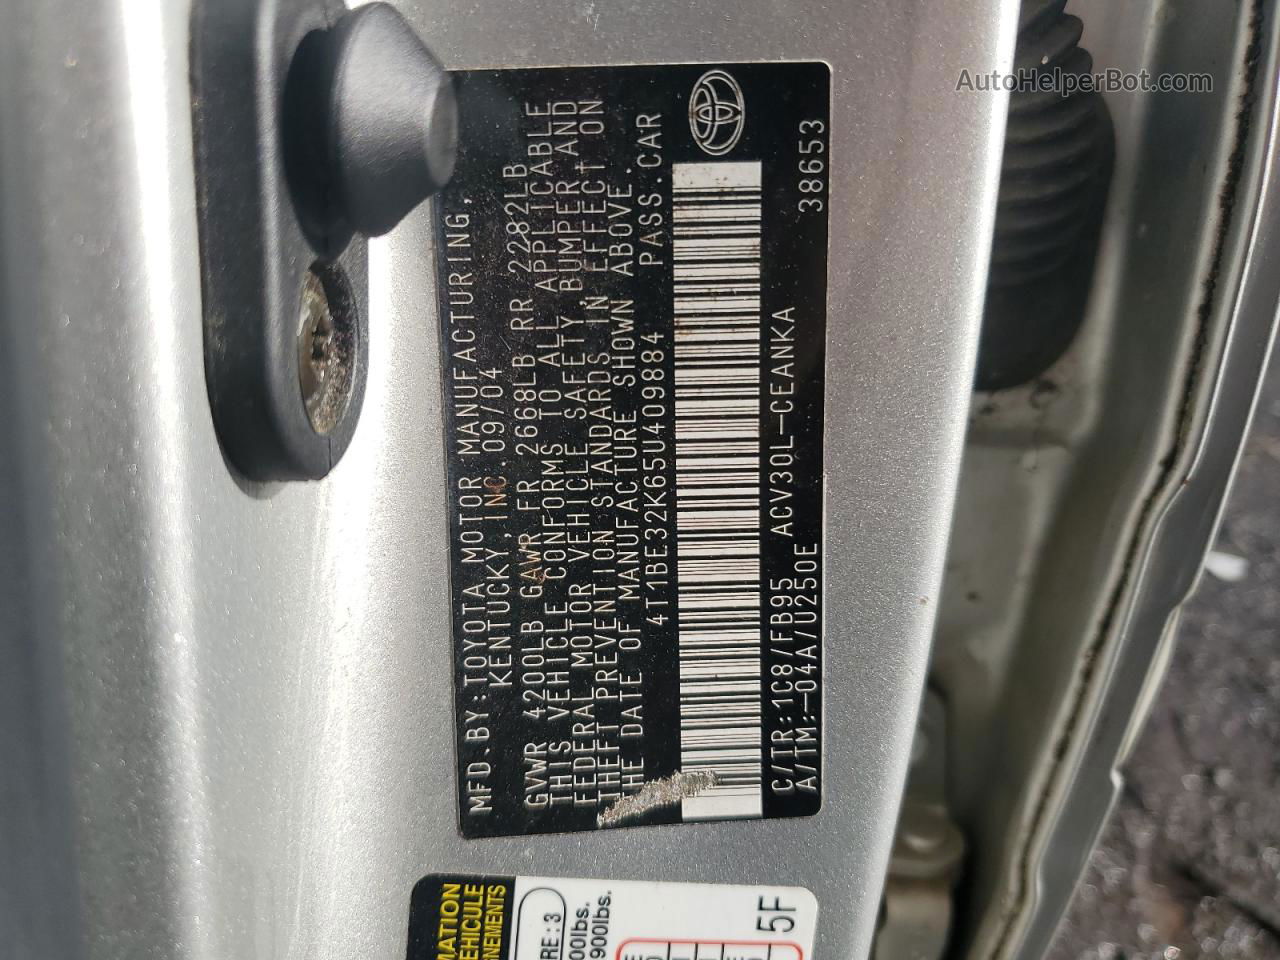 AutoHelperBot.com
MFD.BY:TOYOTA MOTOR MANUFACTURING,
KENTUCKY,INC. 09/04
GVWR 4200LB GAWR FR 2668LB RR 2282LB
THIS VEHICLE CONFORMS TO ALL APPLICABLE
FEDERAL MOTOR VEHICLE SAFETY,BUMPER AND
THEFT PREVENTION STANDARDS IN EFFECT ON
THE DATE OF MANUFACTURE SHOWN ABOVE.
4T1BE32K65U409884 PASS.CAR
C/TR:1C8/FB95 ACV30L-CEANKA 38653
A/TM:-04A/U250E
5F